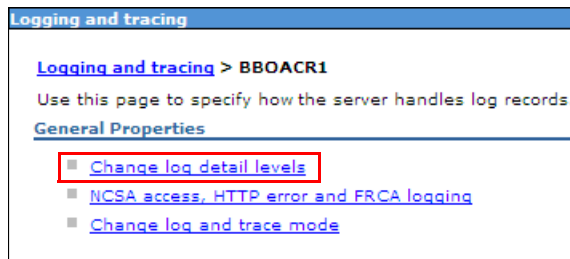 Logging and tracing
Logging and tracing > BBOACR1
Use this page to specify how the server handles log records
General Properties
Change log detail levels
NCSA access, HTTP error and FRCA logging
Change log and trace mode